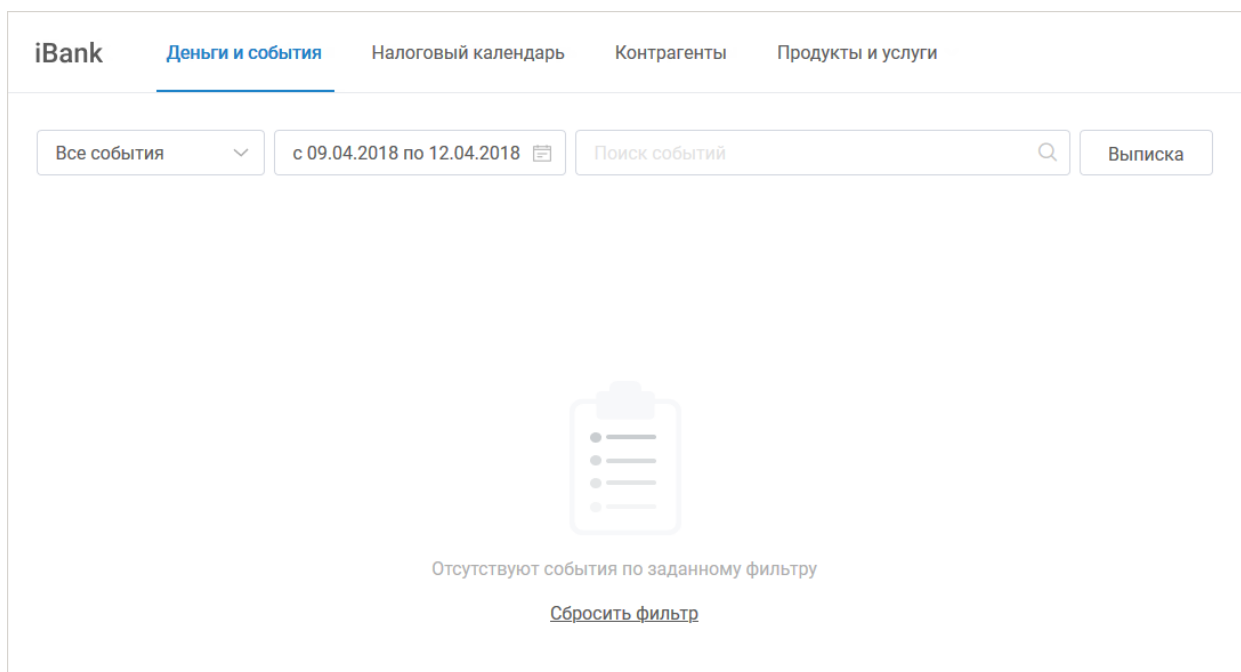 iBank Деньги и события Налоговый календарь Контрагенты Продукты и услуги
Все события с 09.04.2018 по 12.04.2018 Поиск событий Выписка
Отсутствуют события по заданному фильтру
Сбросить фильтр